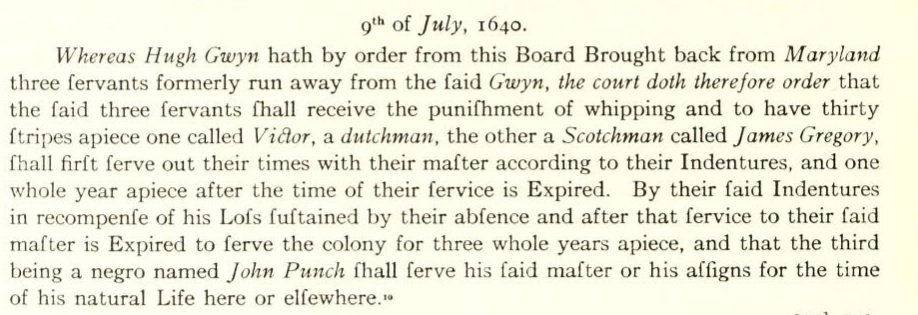 9th of July, 1640.
Whereas Hugh Gwyn hath by order from this Board Brought back from Maryland
three ſervants formerly run away from the ſaid Gwyn, the court doth therefore order that
the ſaid three ſervants ſhall receive the puniſhment of whipping and to have thirty
ſtripes apiece one called Victor, a dutchman, the other a Scotchman called James Gregory,
ſhall firſt ſerve out their times with their maſter according to their Indentures, and one
whole year apiece after the time of their ſervice is Expired. By their ſaid Indentures
in recompenſe of his Loſs ſuſtained by their abſence and after that ſervice to their ſaid
maſter is Expired to ſerve the colony for three whole years apiece, and that the third
being a negro named John Punch ſhall ſerve his ſaid maſter or his aſſigns for the time
of his natural Life here or elſewhere.¹⁹